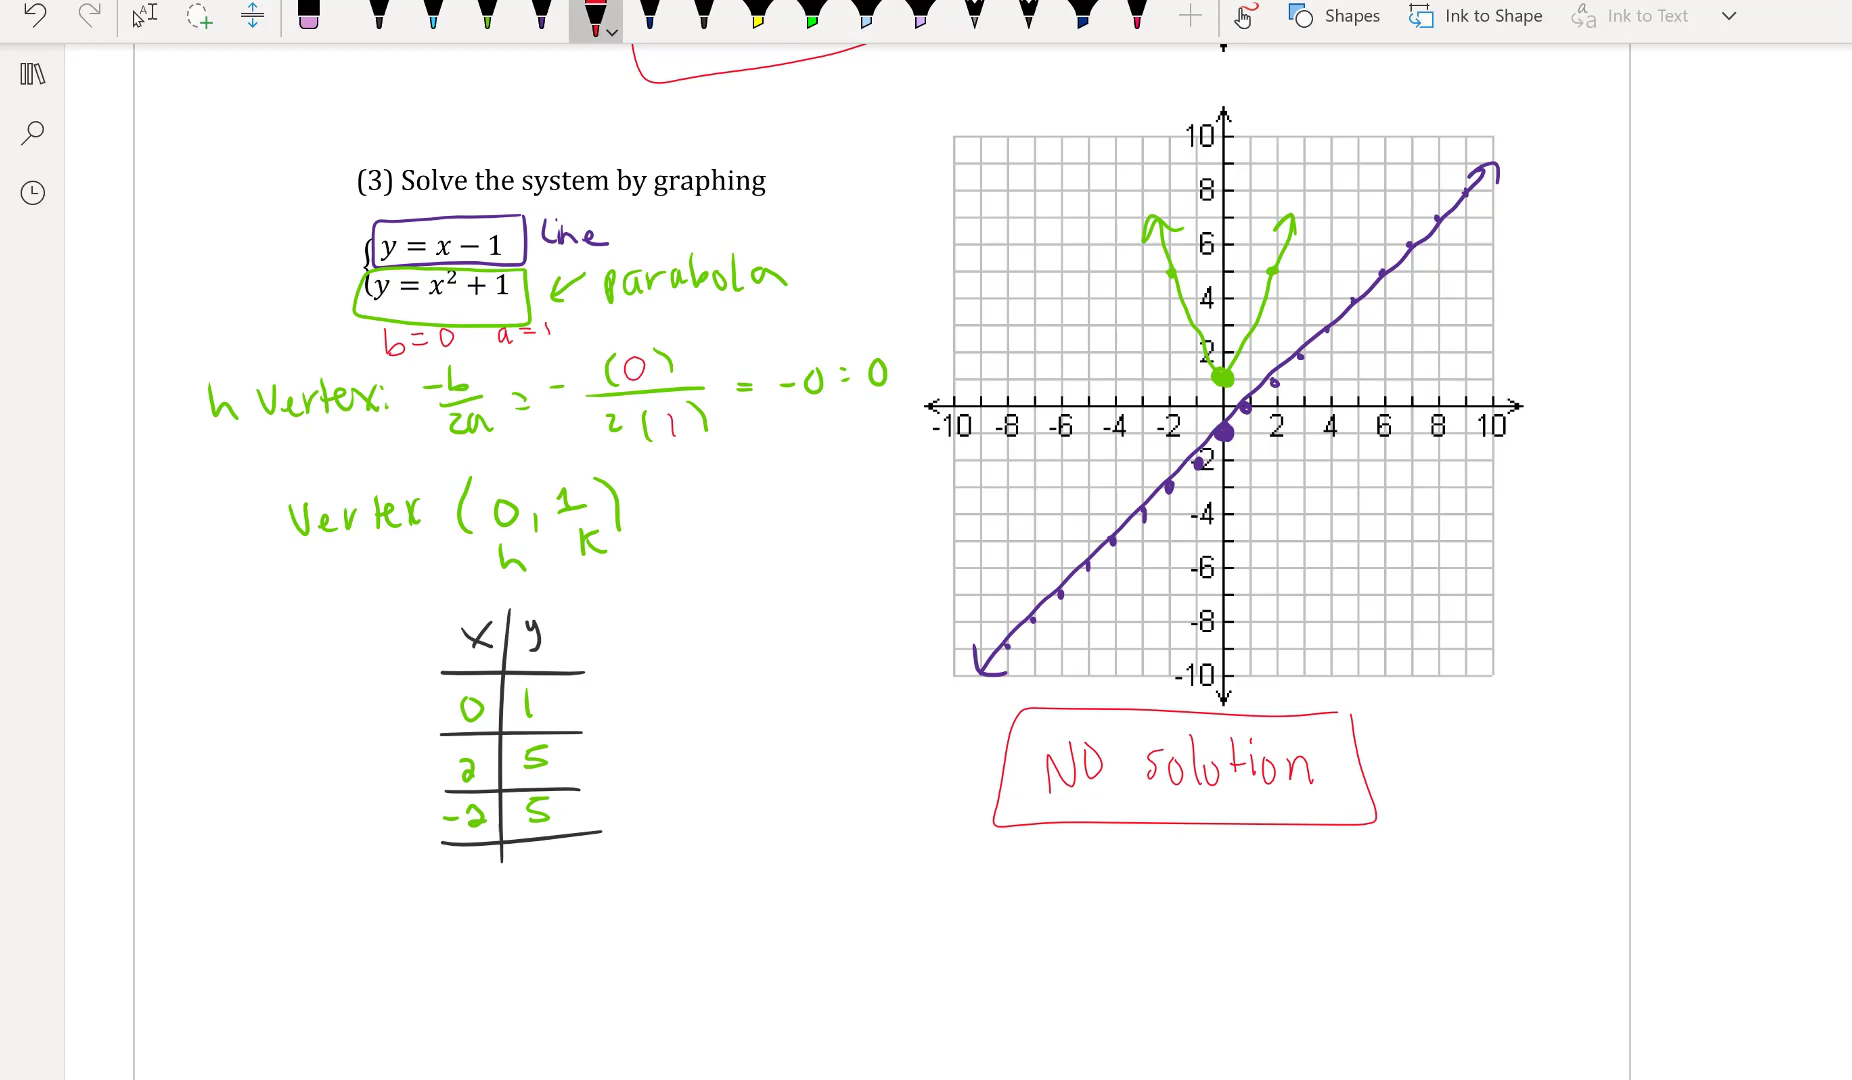 Shapes
Ink to Shape
Ink to Text
(3) Solve the system by graphing
y = x − 1
Line
y = x² + 1
parabola
b = 0 a = 1
h Vertex: -b/2a = - (0)/2(1) = -0 = 0
Vertex (0, 1)
h k
x y
0 1
2 5
-2 5
10
8
6
4
2
-10 -8 -6 -4 -2 2 4 6 8 10
-2
-4
-6
-8
-10
NO solution